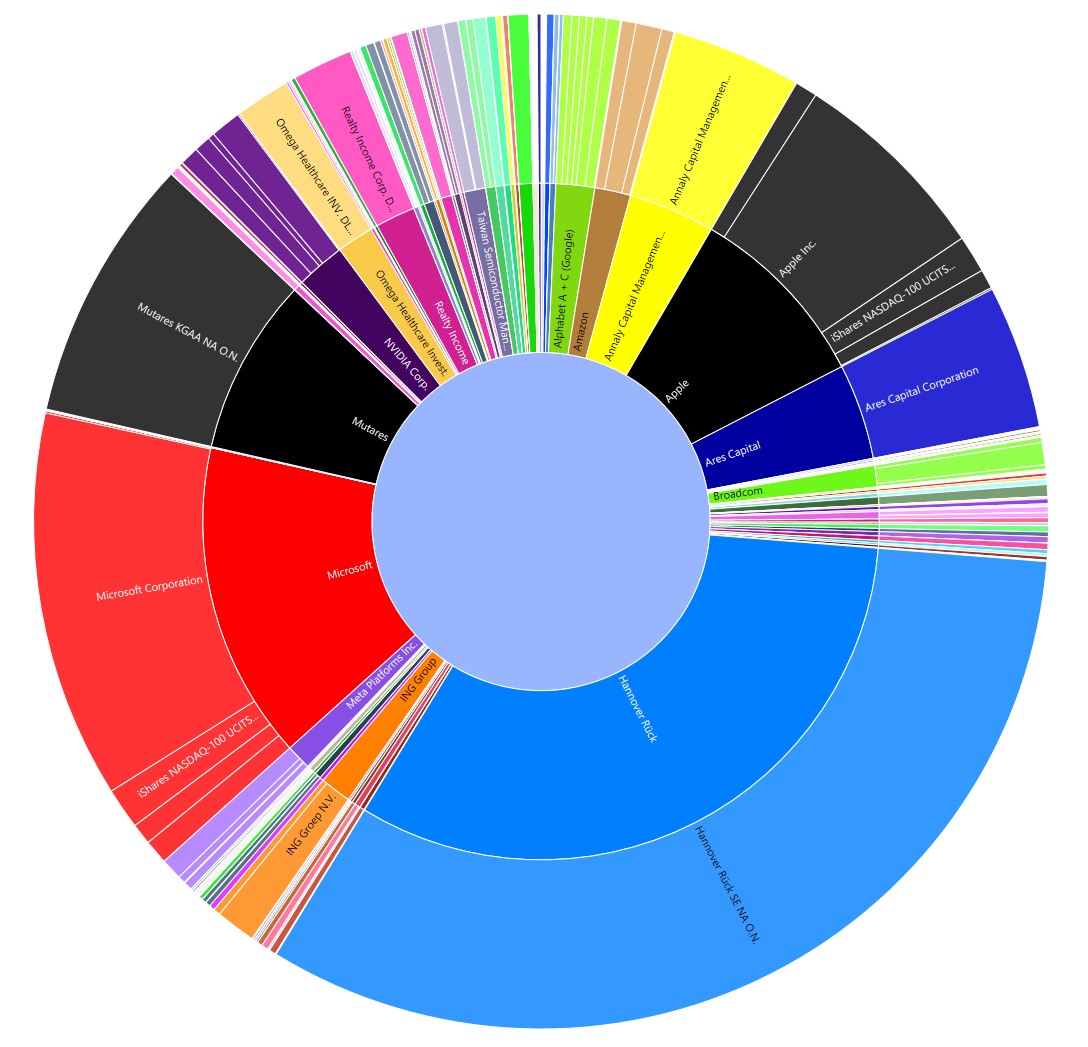 Realty Income Corp. D...
Omega Healthcare INV. DL...
Annaly Capital Managemen...
Taiwan Semiconductor Man...
Alphabet A + C (Google)
Amazon
Annaly Capital Managemen...
Apple Inc.
iShares NASDAQ-100 UCITS...
Realty Income
Omega Healthcare Invest.
NVIDIA Corp.
Mutares KGAA NA O.N.
Mutares
Apple
Ares Capital
Ares Capital Corporation
Broadcom
Microsoft Corporation
Microsoft
iShares NASDAQ-100 UCITS...
Meta Platforms Inc.
ING Group
ING Groep N.V.
Hannover Rück
Hannover Rück SE NA O.N.